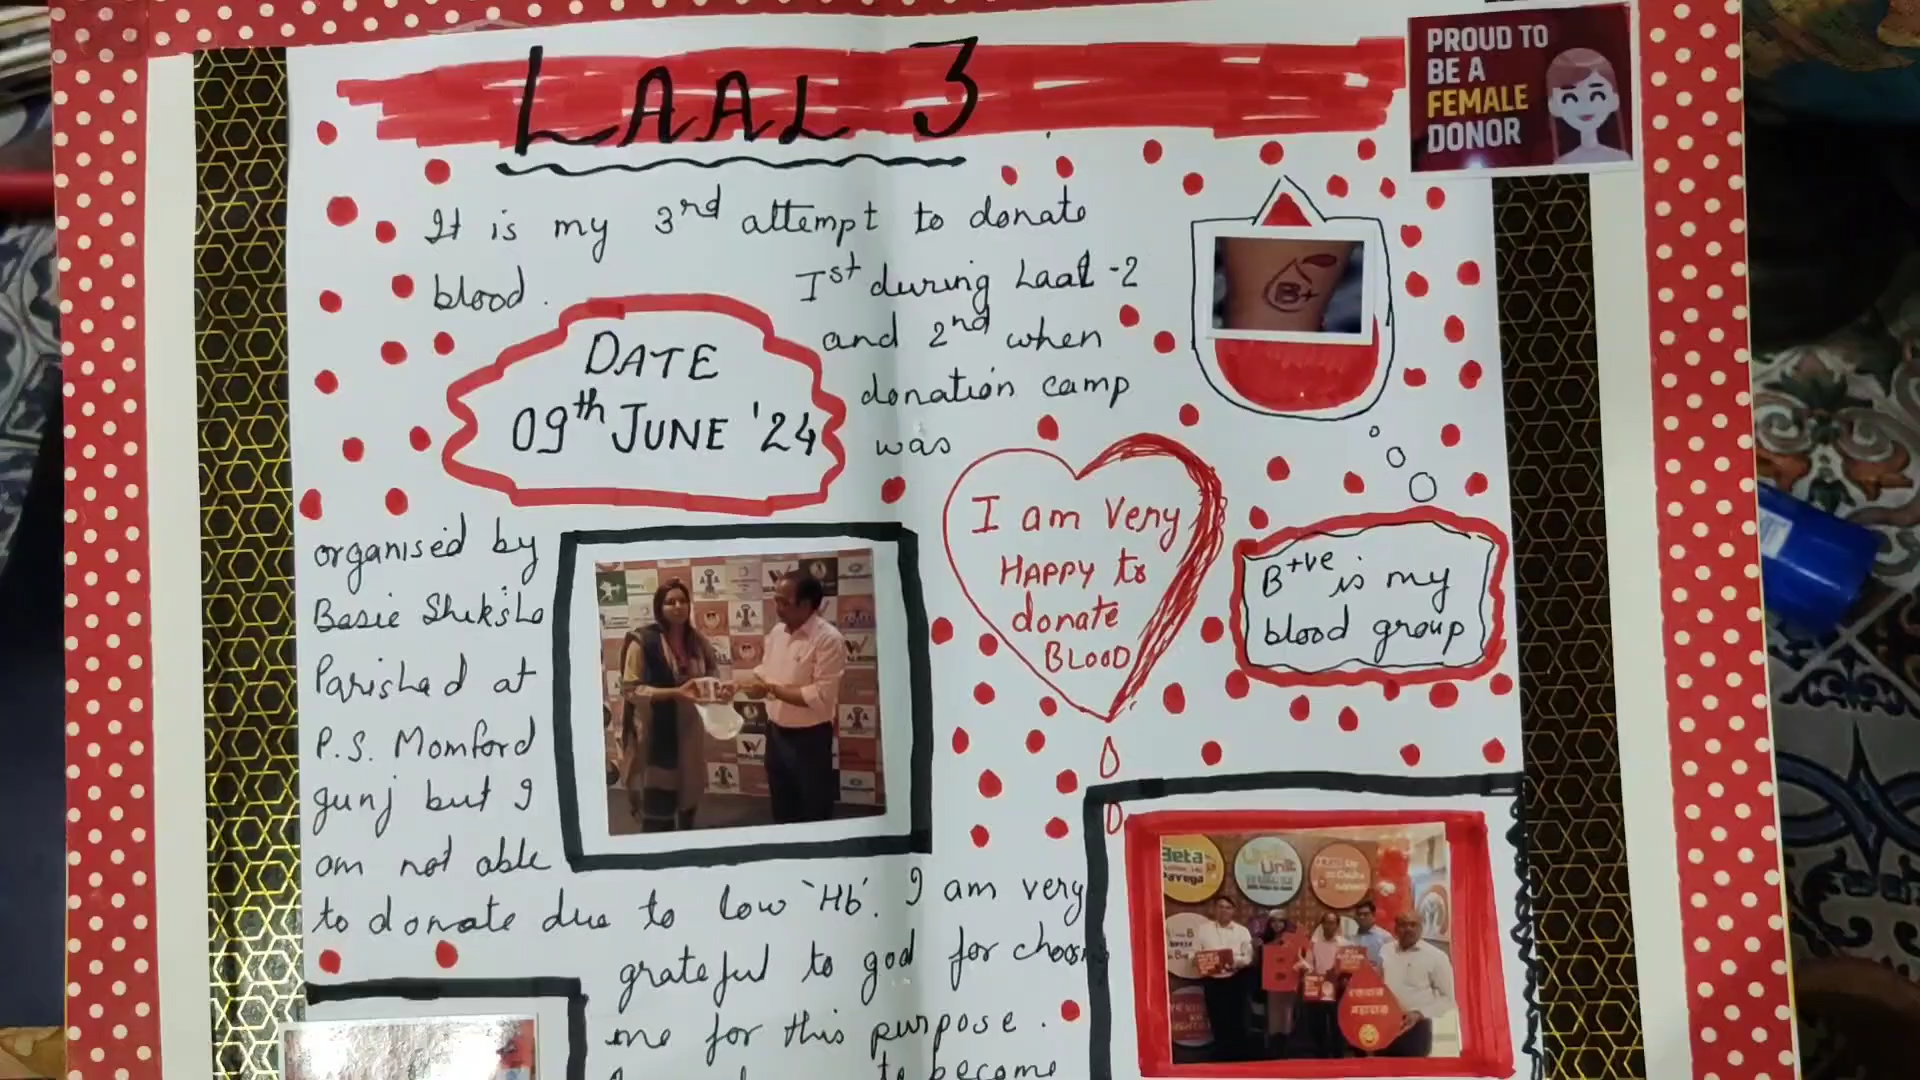 LAAL 3
PROUD TO
BE A
FEMALE
DONOR
It is my 3rd attempt to donate
blood.
Ist during Laal -2
and 2nd when
donation camp
was
DATE
09th JUNE '24
B+
I am Very
HAPPY to
donate
BLOOD
B+ve is my
blood group
organised by
Basic Shiksha
Parishad at
P.S. Momford
gunj but I
am not able
to donate due to low 'Hb'. I am very
grateful to god for
me for this purpose.
to become
Beta